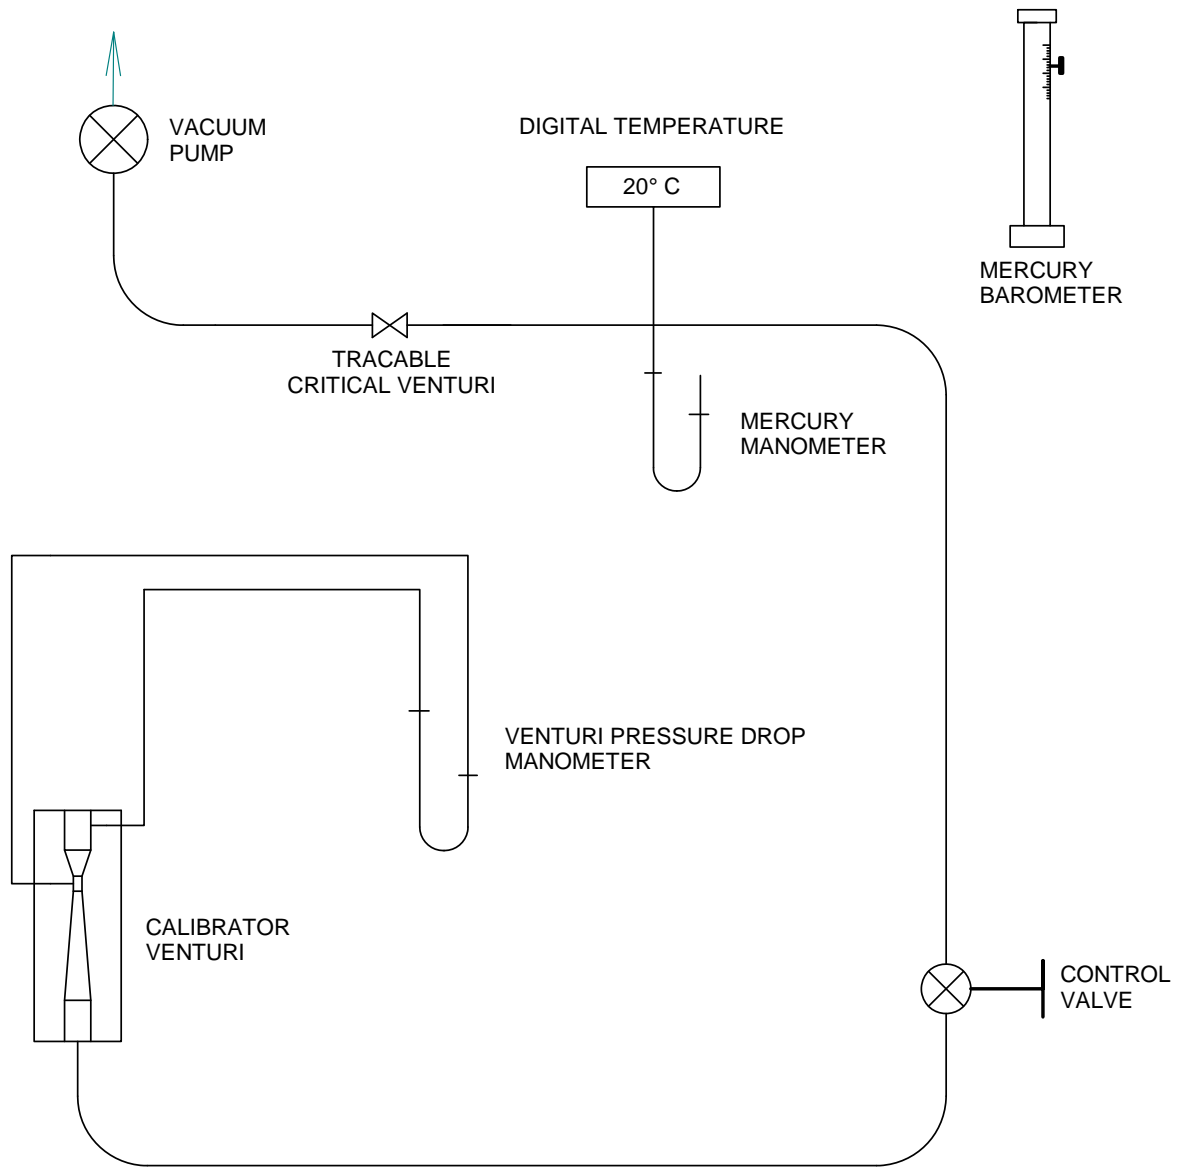 VACUUM
PUMP
DIGITAL TEMPERATURE
20° C
MERCURY
BAROMETER
TRACABLE
CRITICAL VENTURI
MERCURY
MANOMETER
VENTURI PRESSURE DROP
MANOMETER
CALIBRATOR
VENTURI
CONTROL
VALVE